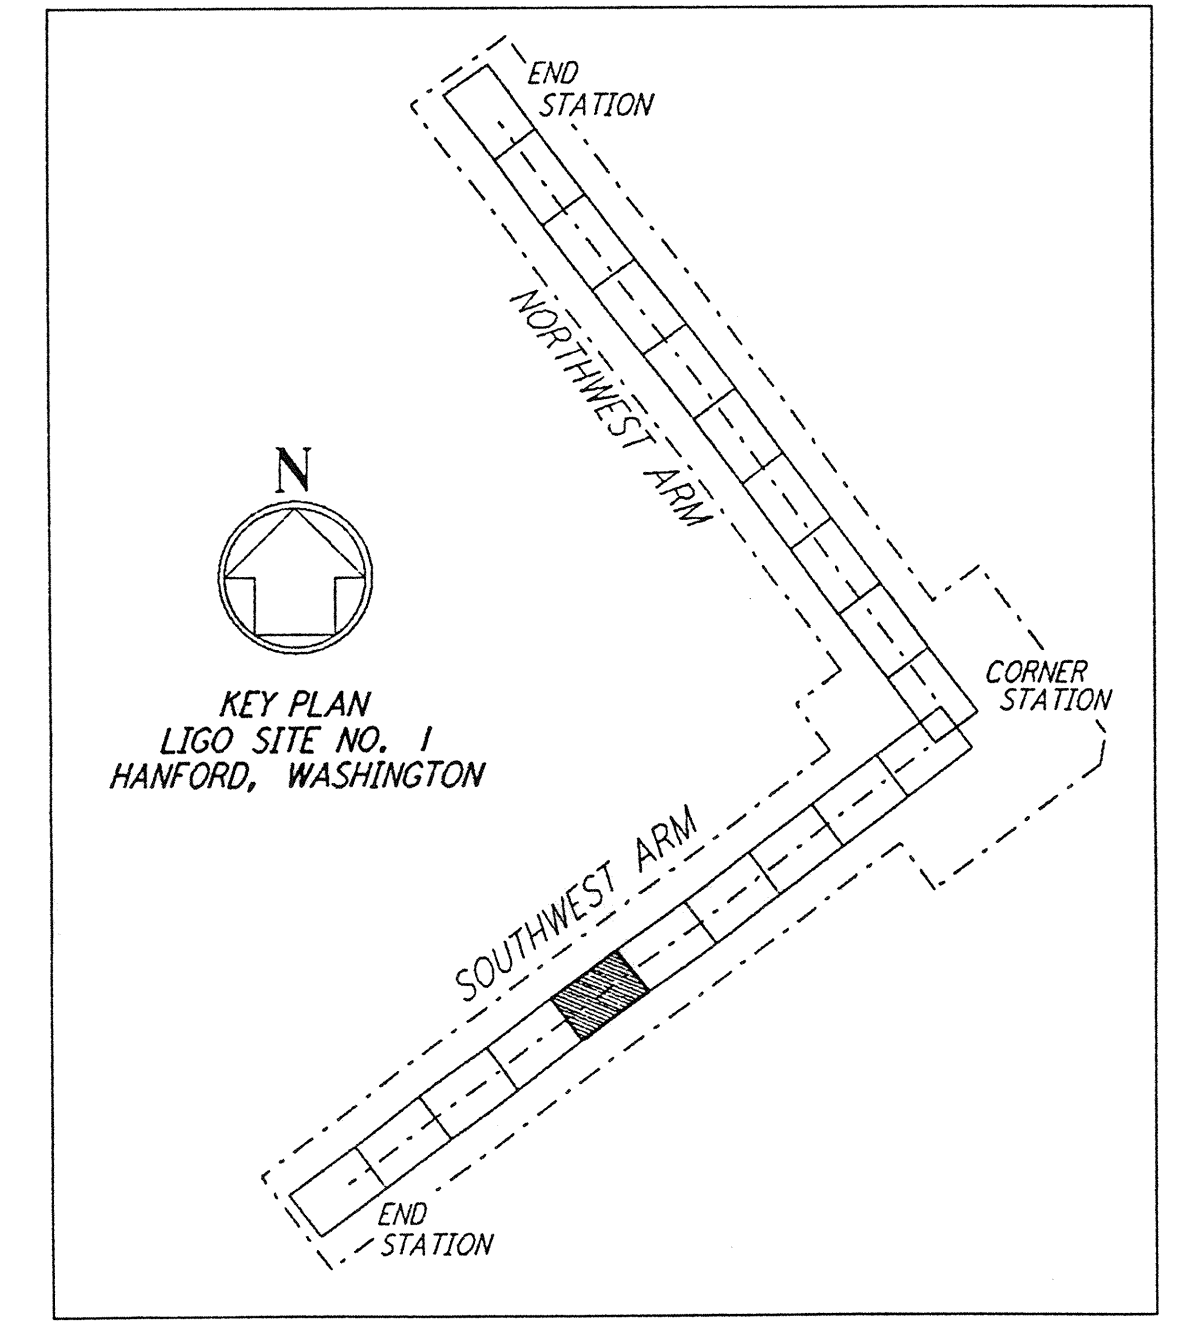 END
STATION
NORTHWEST ARM
N
CORNER
STATION
KEY PLAN
LIGO SITE NO. 1
HANFORD, WASHINGTON
SOUTHWEST ARM
END
STATION